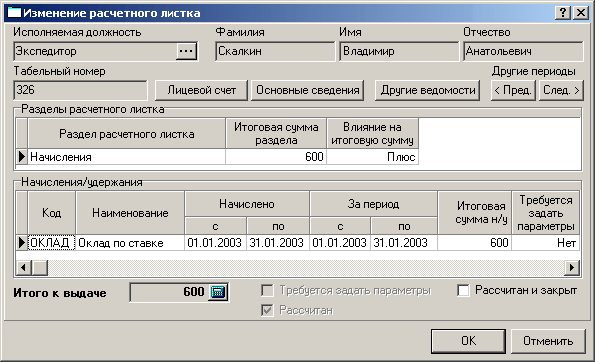 Изменение расчетного листка
Исполняемая должность Фамилия Имя Отчество
Экспедитор ... Скалкин Владимир Анатольевич
Табельный номер Другие периоды
326 Лицевой счет Основные сведения Другие ведомости < Пред. След. >
Разделы расчетного листка
Раздел расчетного листка Итоговая сумма раздела Влияние на итоговую сумму
Начисления 600 Плюс
Начисления/удержания
Код Наименование Начислено За период Итоговая сумма н/у Требуется задать параметры
с по с по
ОКЛАД Оклад по ставке 01.01.2003 31.01.2003 01.01.2003 31.01.2003 600 Нет
Итого к выдаче 600 Требуется задать параметры Рассчитан и закрыт
Рассчитан
OK Отменить